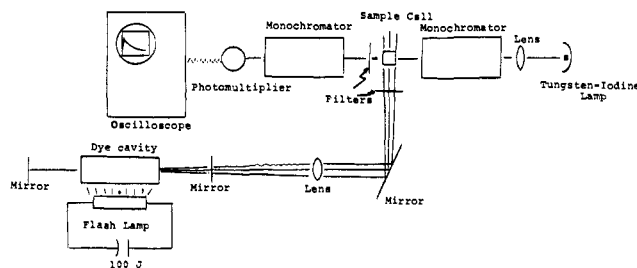 Sample Cell
Monochromator
Monochromator
Lens
Photomultiplier
Filters
Tungsten-Iodine
Lamp
Oscilloscope
Dye cavity
Mirror
Mirror
Lens
Mirror
Flash Lamp
100 J